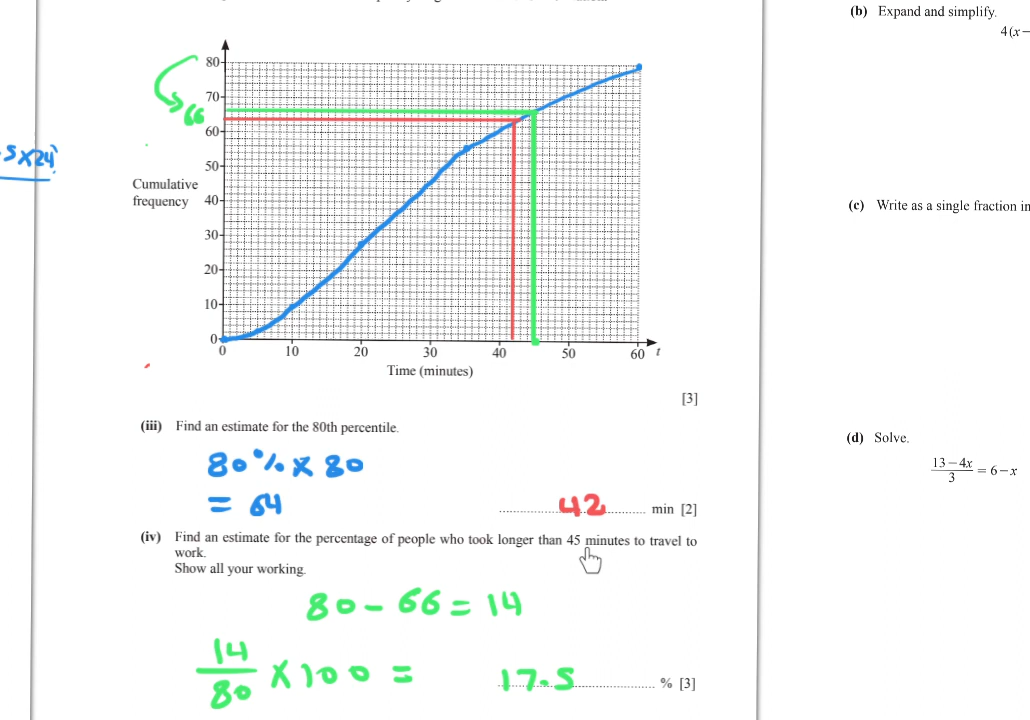 80
70
66
60
50
5x24
Cumulative
frequency
40
30
20
10
0
0 10 20 30 40 50 60 t
Time (minutes)
[3]
(iii) Find an estimate for the 80th percentile.
80% x 80
= 64
42 min [2]
(iv) Find an estimate for the percentage of people who took longer than 45 minutes to travel to
work.
Show all your working.
80 - 66 = 14
14/80 x 100 =
17.5 % [3]
(b) Expand and simplify.
4(x-
(c) Write as a single fraction in
(d) Solve.
13-4x/3 = 6-x